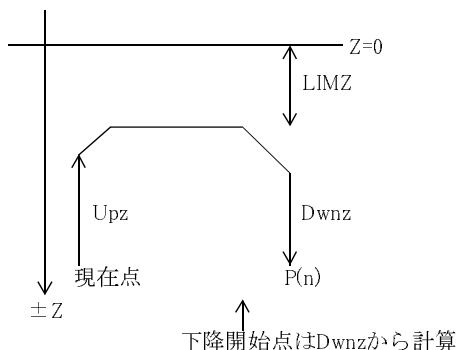 Z=0
LIMZ
Upz
Dwnz
現在点
P(n)
±Z
下降開始点はDwnzから計算